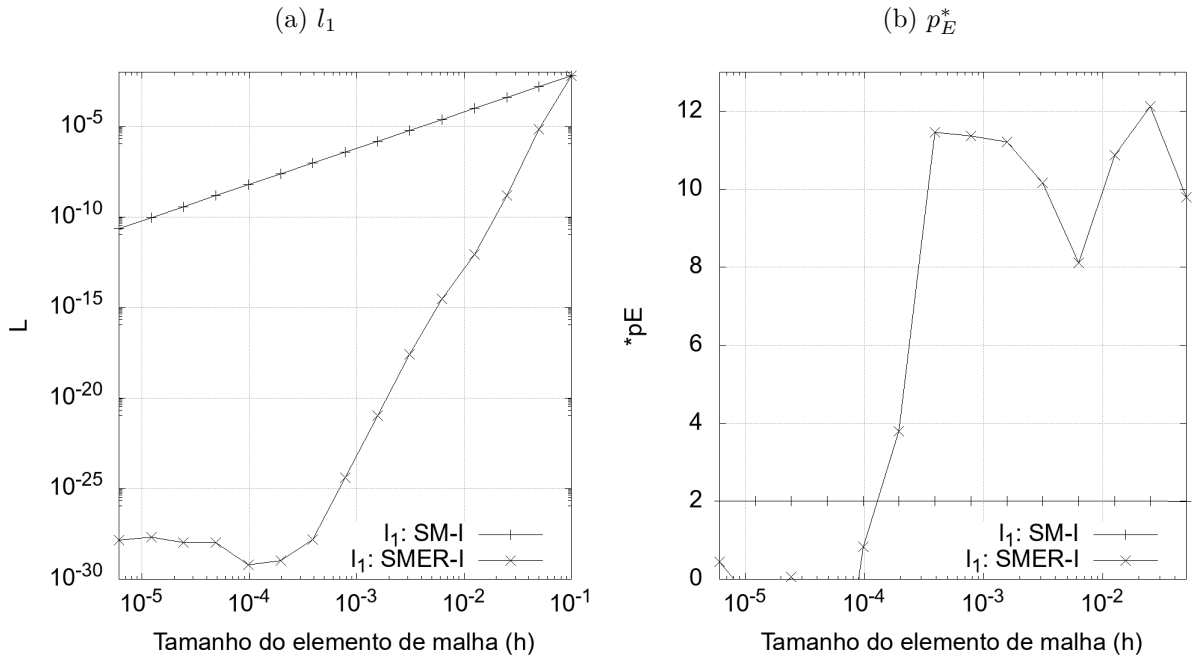 (a) l₁
L
10⁻⁵
10⁻¹⁰
10⁻¹⁵
10⁻²⁰
10⁻²⁵
10⁻³⁰
10⁻⁵ 10⁻⁴ 10⁻³ 10⁻² 10⁻¹
l₁: SM-I
l₁: SMER-I
Tamanho do elemento de malha (h)
(b) p*_E
*pE
12
10
8
6
4
2
0
10⁻⁵ 10⁻⁴ 10⁻³ 10⁻²
l₁: SM-I
l₁: SMER-I
Tamanho do elemento de malha (h)